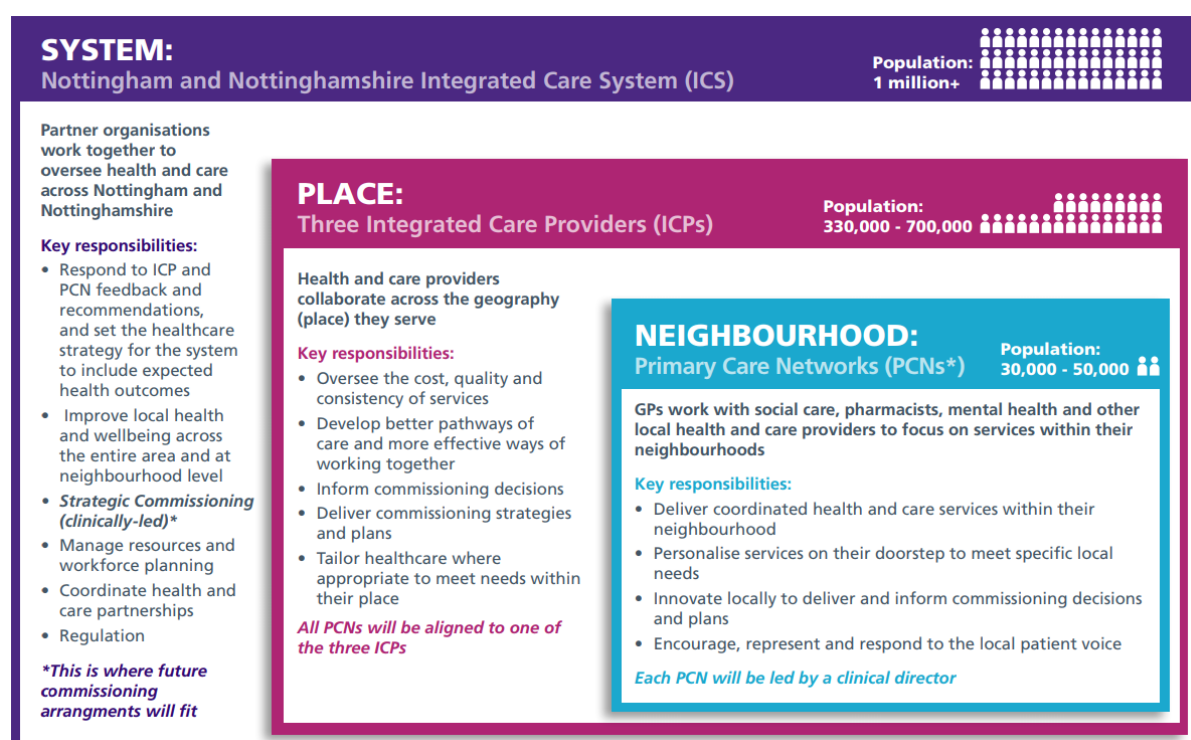 SYSTEM:
Nottingham and Nottinghamshire Integrated Care System (ICS)
Population:
1 million+
Partner organisations
work together to
oversee health and care
across Nottingham and
Nottinghamshire
Key responsibilities:
• Respond to ICP and
PCN feedback and
recommendations,
and set the healthcare
strategy for the system
to include expected
health outcomes
• Improve local health
and wellbeing across
the entire area and at
neighbourhood level
• Strategic Commissioning
(clinically-led)*
• Manage resources and
workforce planning
• Coordinate health and
care partnerships
• Regulation
*This is where future
commissioning
arrangments will fit
PLACE:
Three Integrated Care Providers (ICPs)
Population:
330,000 - 700,000
Health and care providers
collaborate across the geography
(place) they serve
Key responsibilities:
• Oversee the cost, quality and
consistency of services
• Develop better pathways of
care and more effective ways of
working together
• Inform commissioning decisions
• Deliver commissioning strategies
and plans
• Tailor healthcare where
appropriate to meet needs within
their place
All PCNs will be aligned to one of
the three ICPs
NEIGHBOURHOOD:
Primary Care Networks (PCNs*)
Population:
30,000 - 50,000
GPs work with social care, pharmacists, mental health and other
local health and care providers to focus on services within their
neighbourhoods
Key responsibilities:
• Deliver coordinated health and care services within their
neighbourhood
• Personalise services on their doorstep to meet specific local
needs
• Innovate locally to deliver and inform commissioning decisions
and plans
• Encourage, represent and respond to the local patient voice
Each PCN will be led by a clinical director